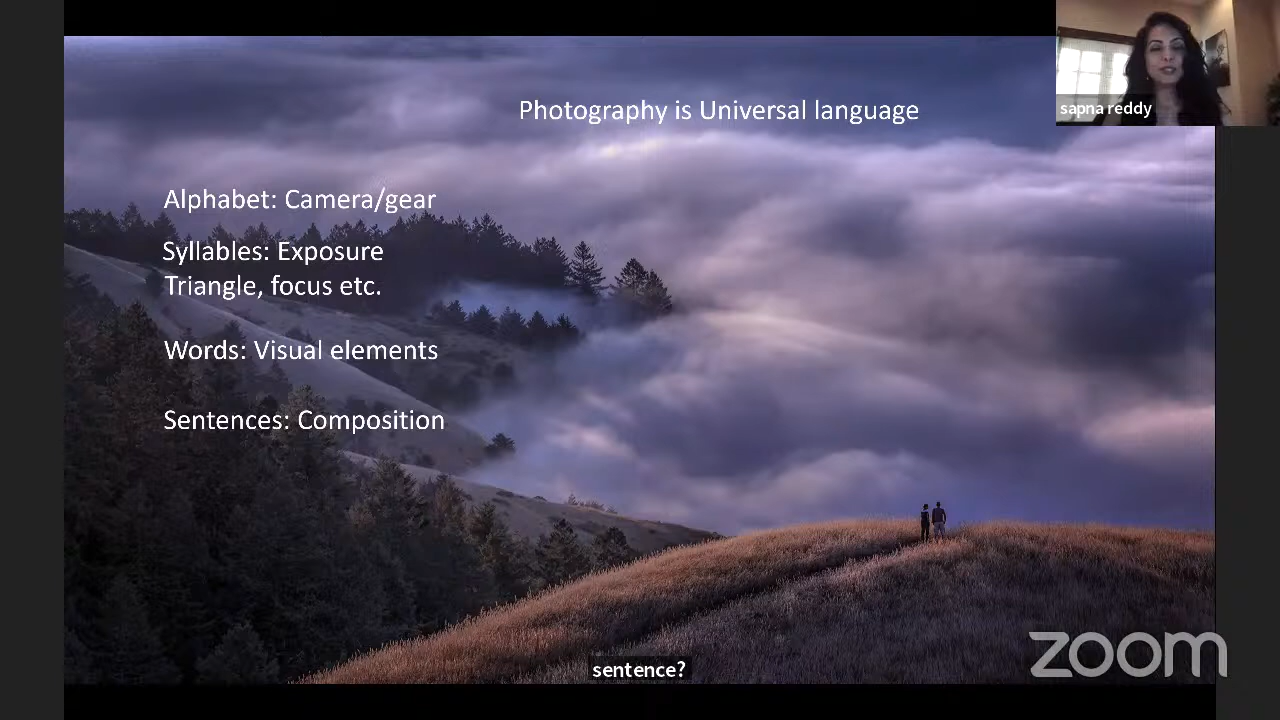 Photography is Universal language
sapna reddy
Alphabet: Camera/gear
Syllables: Exposure
Triangle, focus etc.
Words: Visual elements
Sentences: Composition
zoom
sentence?